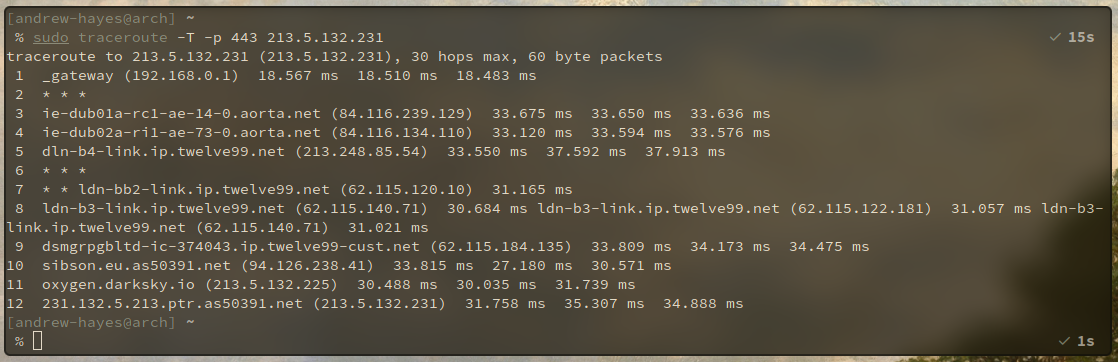 [andrew-hayes@arch] ~
% sudo traceroute -T -p 443 213.5.132.231 ✓ 15s
traceroute to 213.5.132.231 (213.5.132.231), 30 hops max, 60 byte packets
1 _gateway (192.168.0.1) 18.567 ms 18.510 ms 18.483 ms
2 * * *
3 ie-dub01a-rc1-ae-14-0.aorta.net (84.116.239.129) 33.675 ms 33.650 ms 33.636 ms
4 ie-dub02a-ri1-ae-73-0.aorta.net (84.116.134.110) 33.120 ms 33.594 ms 33.576 ms
5 dln-b4-link.ip.twelve99.net (213.248.85.54) 33.550 ms 37.592 ms 37.913 ms
6 * * *
7 * * ldn-bb2-link.ip.twelve99.net (62.115.120.10) 31.165 ms
8 ldn-b3-link.ip.twelve99.net (62.115.140.71) 30.684 ms ldn-b3-link.ip.twelve99.net (62.115.122.181) 31.057 ms ldn-b3-
link.ip.twelve99.net (62.115.140.71) 31.021 ms
9 dsmgrpgbltd-ic-374043.ip.twelve99-cust.net (62.115.184.135) 33.809 ms 34.173 ms 34.475 ms
10 sibson.eu.as50391.net (94.126.238.41) 33.815 ms 27.180 ms 30.571 ms
11 oxygen.darksky.io (213.5.132.225) 30.488 ms 30.035 ms 31.739 ms
12 231.132.5.213.ptr.as50391.net (213.5.132.231) 31.758 ms 35.307 ms 34.888 ms
[andrew-hayes@arch] ~
% ✓ 1s